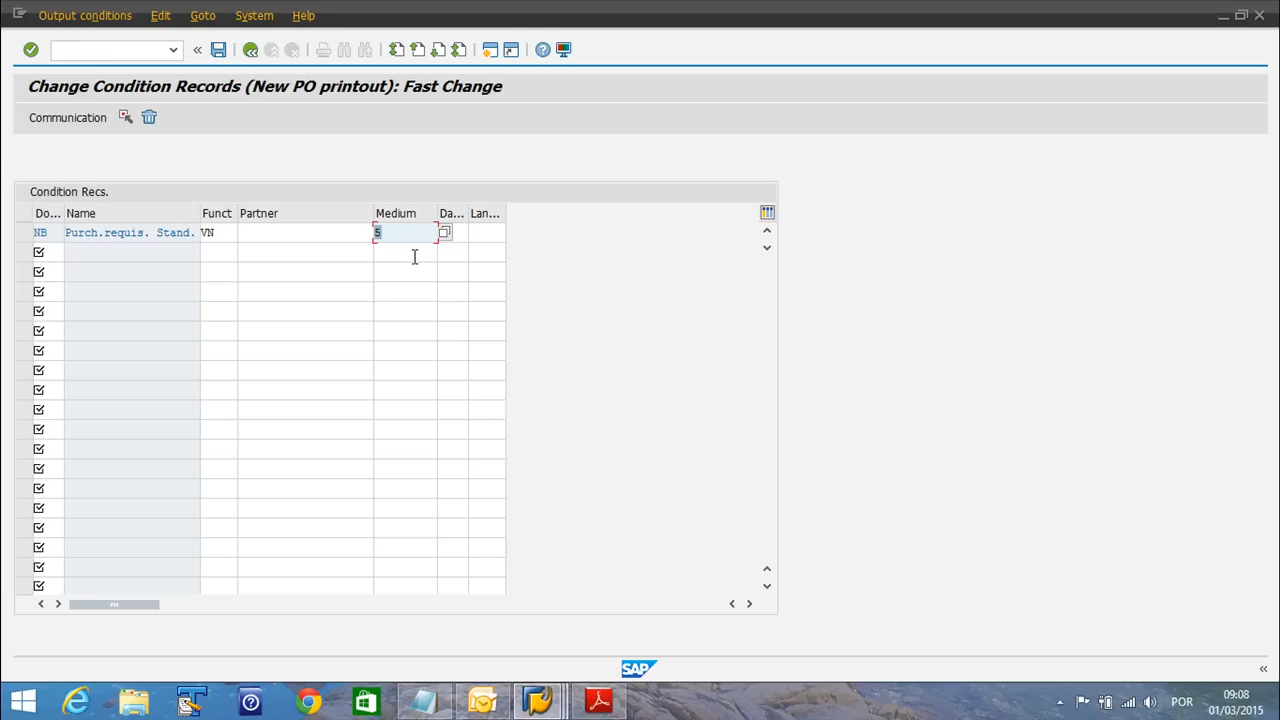 Output conditions Edit Goto System Help
Change Condition Records (New PO printout): Fast Change
Communication
Condition Recs.
Do... Name Funct Partner Medium Da... Lan...
NB Purch.requis. Stand. VN 5
SAP
POR
09:08
01/03/2015